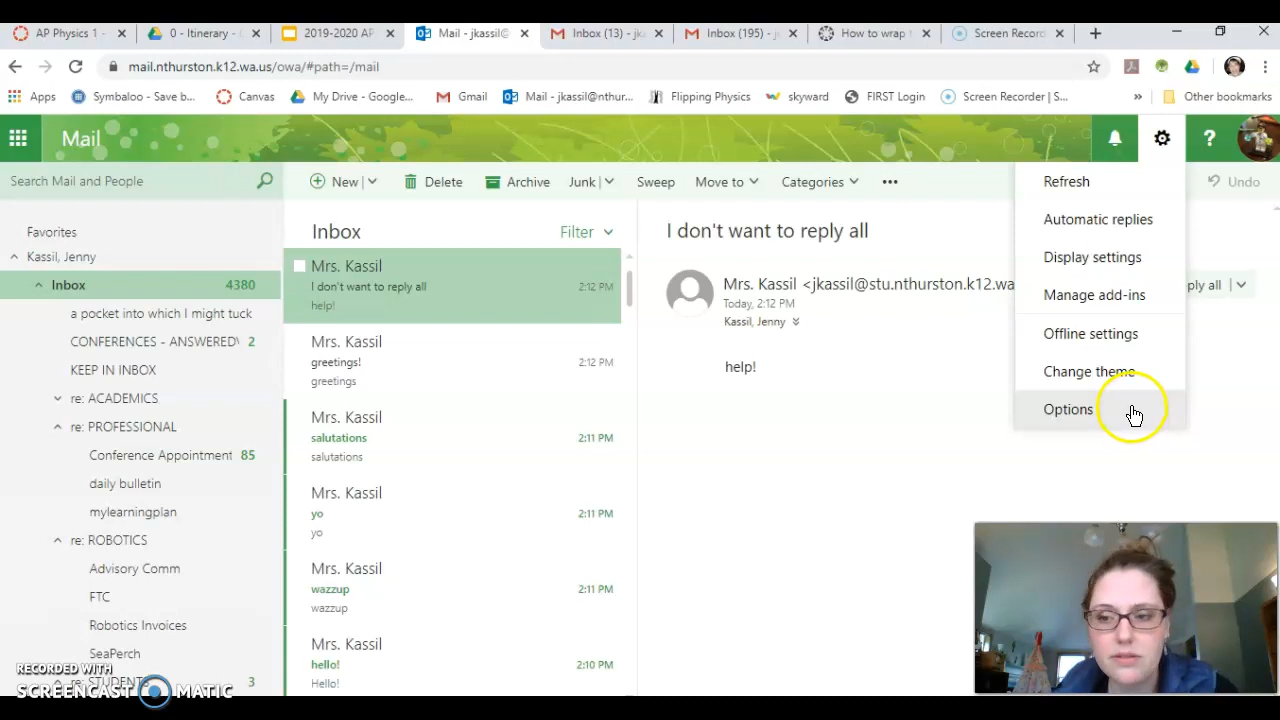 AP Physics 1 -
0 - Itinerary - (
2019-2020 AP
Mail - jkassil@
Inbox (13) - jk
Inbox (195) - jk
How to wrap
Screen Record
mail.nthurston.k12.wa.us/owa/#path=/mail
Apps
Symbaloo - Save b...
Canvas
My Drive - Google...
Gmail
Mail - jkassil@nthur...
Flipping Physics
skyward
FIRST Login
Screen Recorder | S...
»
Other bookmarks
Mail
?
Search Mail and People
New
Delete
Archive
Junk
Sweep
Move to
Categories
•••
Undo
Favorites
Kassil, Jenny
Inbox 4380
a pocket into which I might tuck
CONFERENCES - ANSWERED 2
KEEP IN INBOX
re: ACADEMICS
re: PROFESSIONAL
Conference Appointment 85
daily bulletin
mylearningplan
re: ROBOTICS
Advisory Comm
FTC
Robotics Invoices
SeaPerch
re: STUDENTS 3
Inbox
Filter
Mrs. Kassil
I don't want to reply all 2:12 PM
help!
Mrs. Kassil
greetings! 2:12 PM
greetings
Mrs. Kassil
salutations 2:11 PM
salutations
Mrs. Kassil
yo 2:11 PM
yo
Mrs. Kassil
wazzup 2:11 PM
wazzup
Mrs. Kassil
hello! 2:10 PM
Hello!
I don't want to reply all
Mrs. Kassil <jkassil@stu.nthurston.k12.wa
Today, 2:12 PM
Kassil, Jenny
ply all
help!
Refresh
Automatic replies
Display settings
Manage add-ins
Offline settings
Change theme
Options
RECORDED WITH
SCREENCAST MATIC